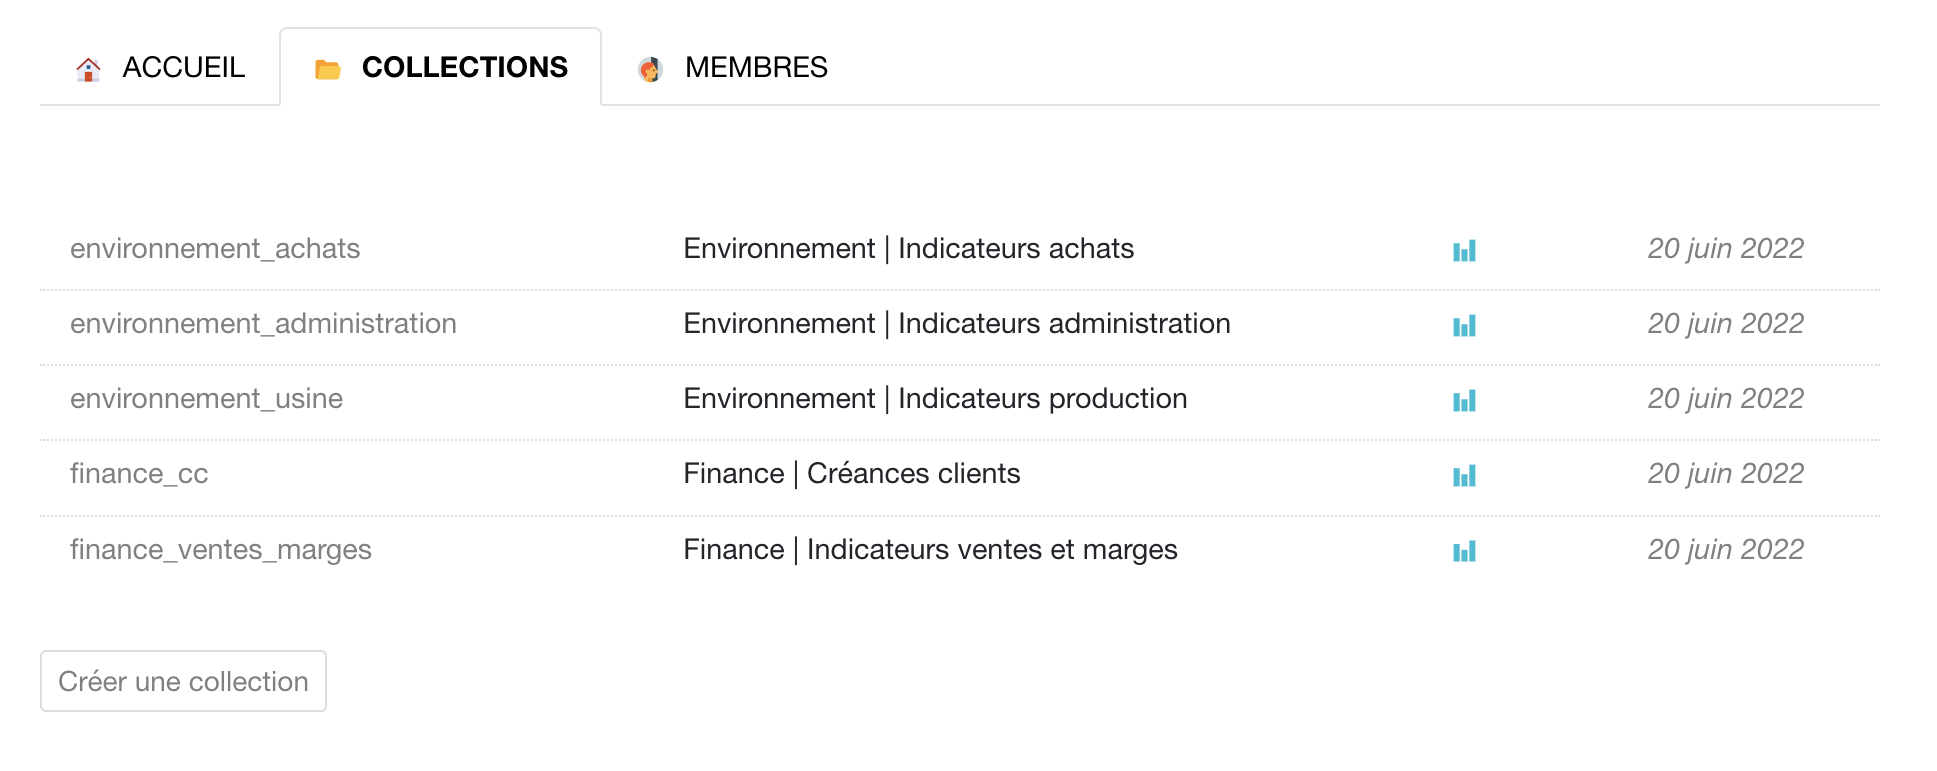 ACCUEIL COLLECTIONS MEMBRES
environnement_achats Environnement | Indicateurs achats 20 juin 2022
environnement_administration Environnement | Indicateurs administration 20 juin 2022
environnement_usine Environnement | Indicateurs production 20 juin 2022
finance_cc Finance | Créances clients 20 juin 2022
finance_ventes_marges Finance | Indicateurs ventes et marges 20 juin 2022
Créer une collection